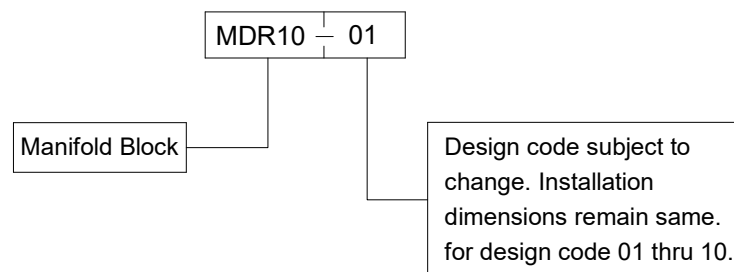 MDR10 – 01
Manifold Block
Design code subject to
change. Installation
dimensions remain same.
for design code 01 thru 10.